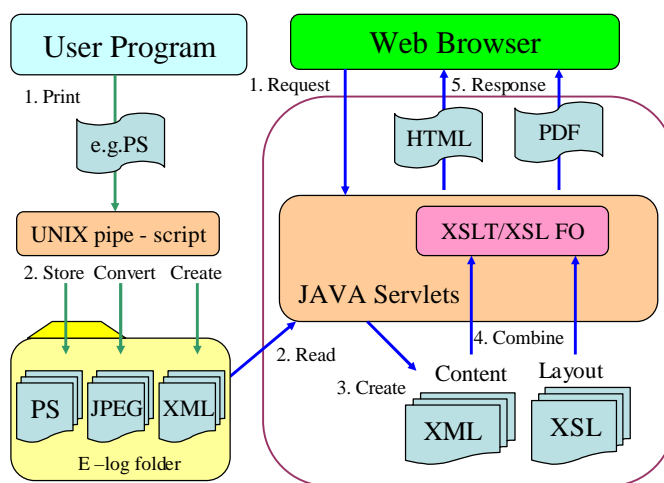 User Program
1. Print
e.g.PS
UNIX pipe - script
2. Store Convert Create
PS
JPEG
XML
E –log folder
Web Browser
1. Request
5. Response
HTML
PDF
XSLT/XSL FO
JAVA Servlets
2. Read
3. Create
4. Combine
Content
Layout
XML
XSL